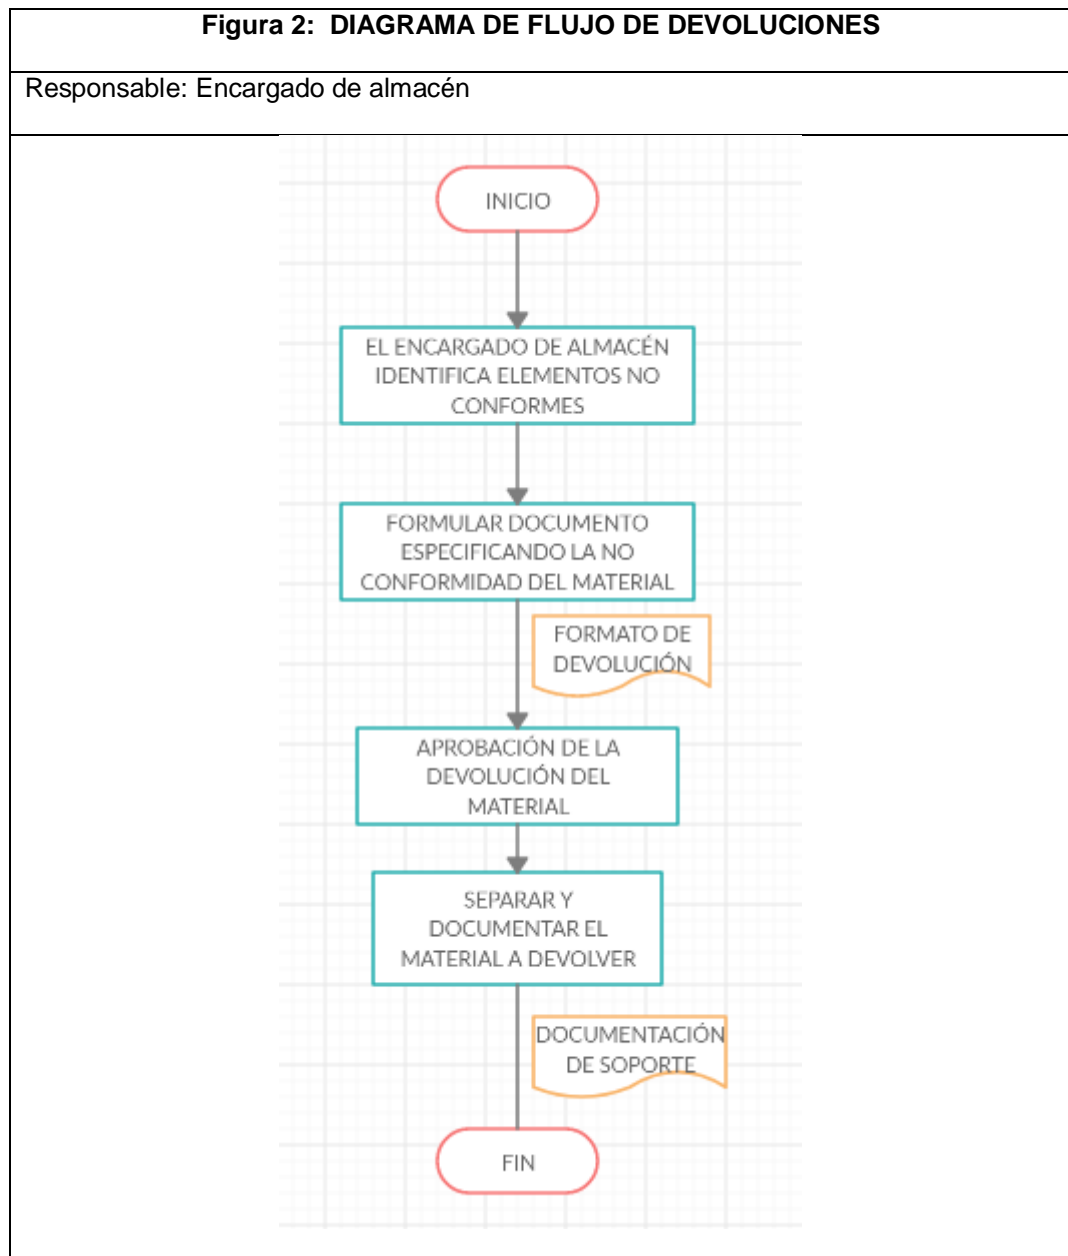 Figura 2:  DIAGRAMA DE FLUJO DE DEVOLUCIONES
Responsable: Encargado de almacén
INICIO
EL ENCARGADO DE ALMACÉN
IDENTIFICA ELEMENTOS NO
CONFORMES
FORMULAR DOCUMENTO
ESPECIFICANDO LA NO
CONFORMIDAD DEL MATERIAL
FORMATO DE
DEVOLUCIÓN
APROBACIÓN DE LA
DEVOLUCIÓN DEL
MATERIAL
SEPARAR Y
DOCUMENTAR EL
MATERIAL A DEVOLVER
DOCUMENTACIÓN
DE SOPORTE
FIN